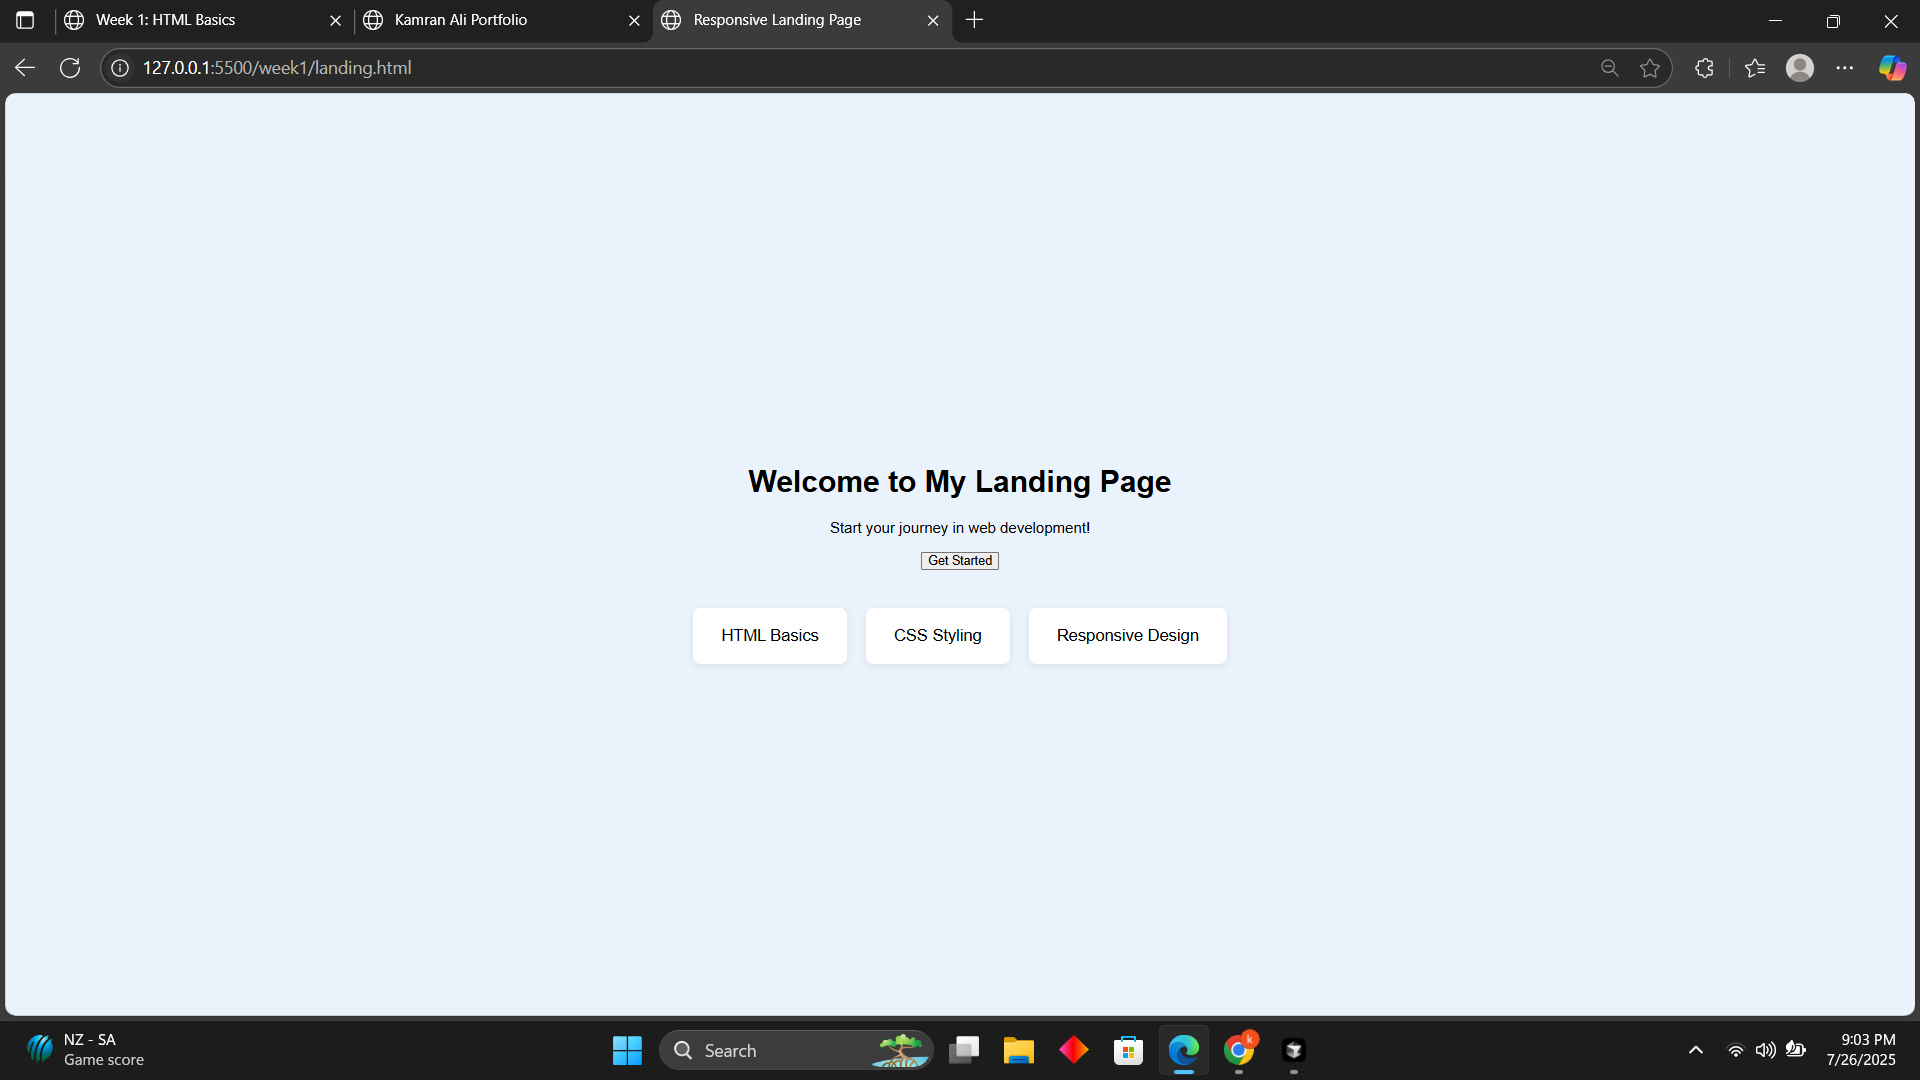 Week 1: HTML Basics
Kamran Ali Portfolio
Responsive Landing Page
127.0.0.1:5500/week1/landing.html
Welcome to My Landing Page
Start your journey in web development!
Get Started
HTML Basics
CSS Styling
Responsive Design
NZ - SA
Game score
Search
k
9:03 PM
7/26/2025